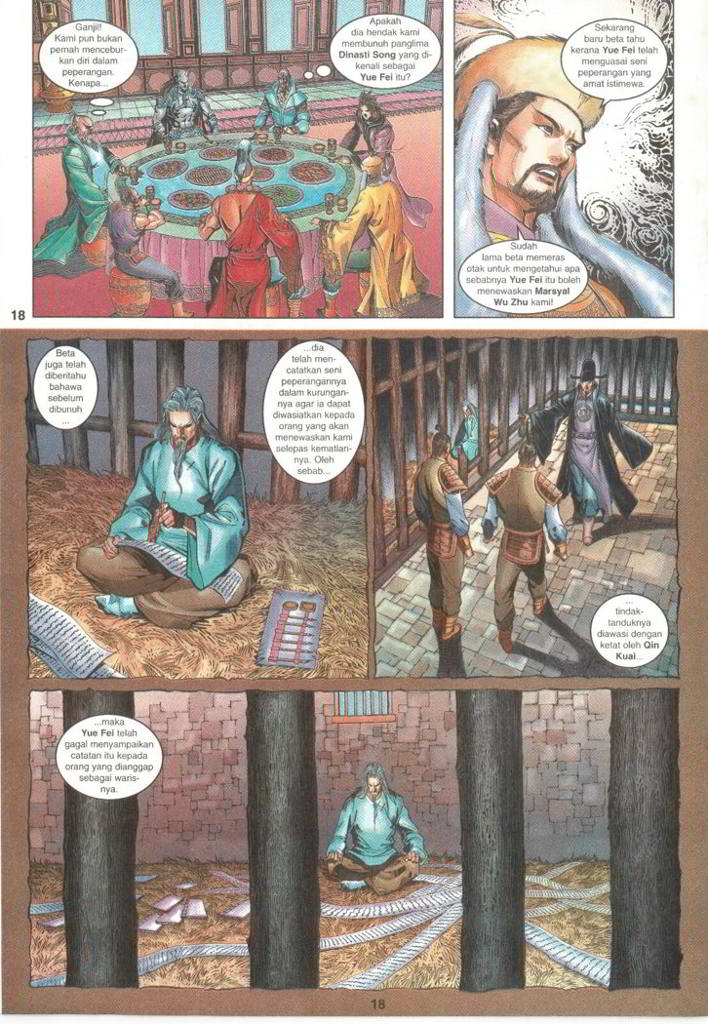 Ganjil!
Kami pun bukan
pernah mencebur-
kan diri dalam
peperangan.
Kenapa...
Apakah
dia hendak kami
membunuh panglima
Dinasti Song yang di-
kenali sebagai
Yue Fei itu?
Sekarang
baru beta tahu
kerana Yue Fei telah
menguasai seni
peperangan yang
amat istimewa.
Sudah
lama beta memeras
otak untuk mengetahui apa
sebabnya Yue Fei itu boleh
menewaskan Marsyal
Wu Zhu kami!
18
Beta
juga telah
diberitahu
bahawa
sebelum
dibunuh
...
...dia
telah men-
catatkan seni
peperangannya
dalam kurungan-
nya agar ia dapat
diwasiatkan kepada
orang yang akan
menewaskan kami
selepas kematian-
nya. Oleh
sebab...
...
tindak-
tanduknya
diawasi dengan
ketat oleh Qin
Kuai...
...maka
Yue Fei telah
gagal menyampaikan
catatan itu kepada
orang yang dianggap
sebagai waris-
nya.
18